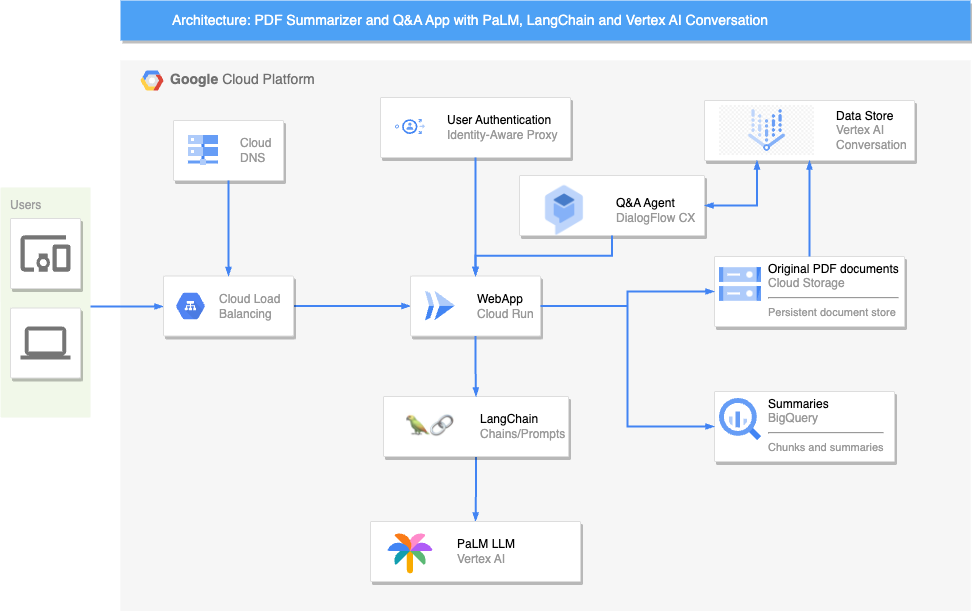 Architecture: PDF Summarizer and Q&A App with PaLM, LangChain and Vertex AI Conversation
Google Cloud Platform
Users
Cloud
DNS
User Authentication
Identity-Aware Proxy
Data Store
Vertex AI
Conversation
Q&A Agent
DialogFlow CX
Cloud Load
Balancing
WebApp
Cloud Run
Original PDF documents
Cloud Storage
Persistent document store
LangChain
Chains/Prompts
Summaries
BigQuery
Chunks and summaries
PaLM LLM
Vertex AI